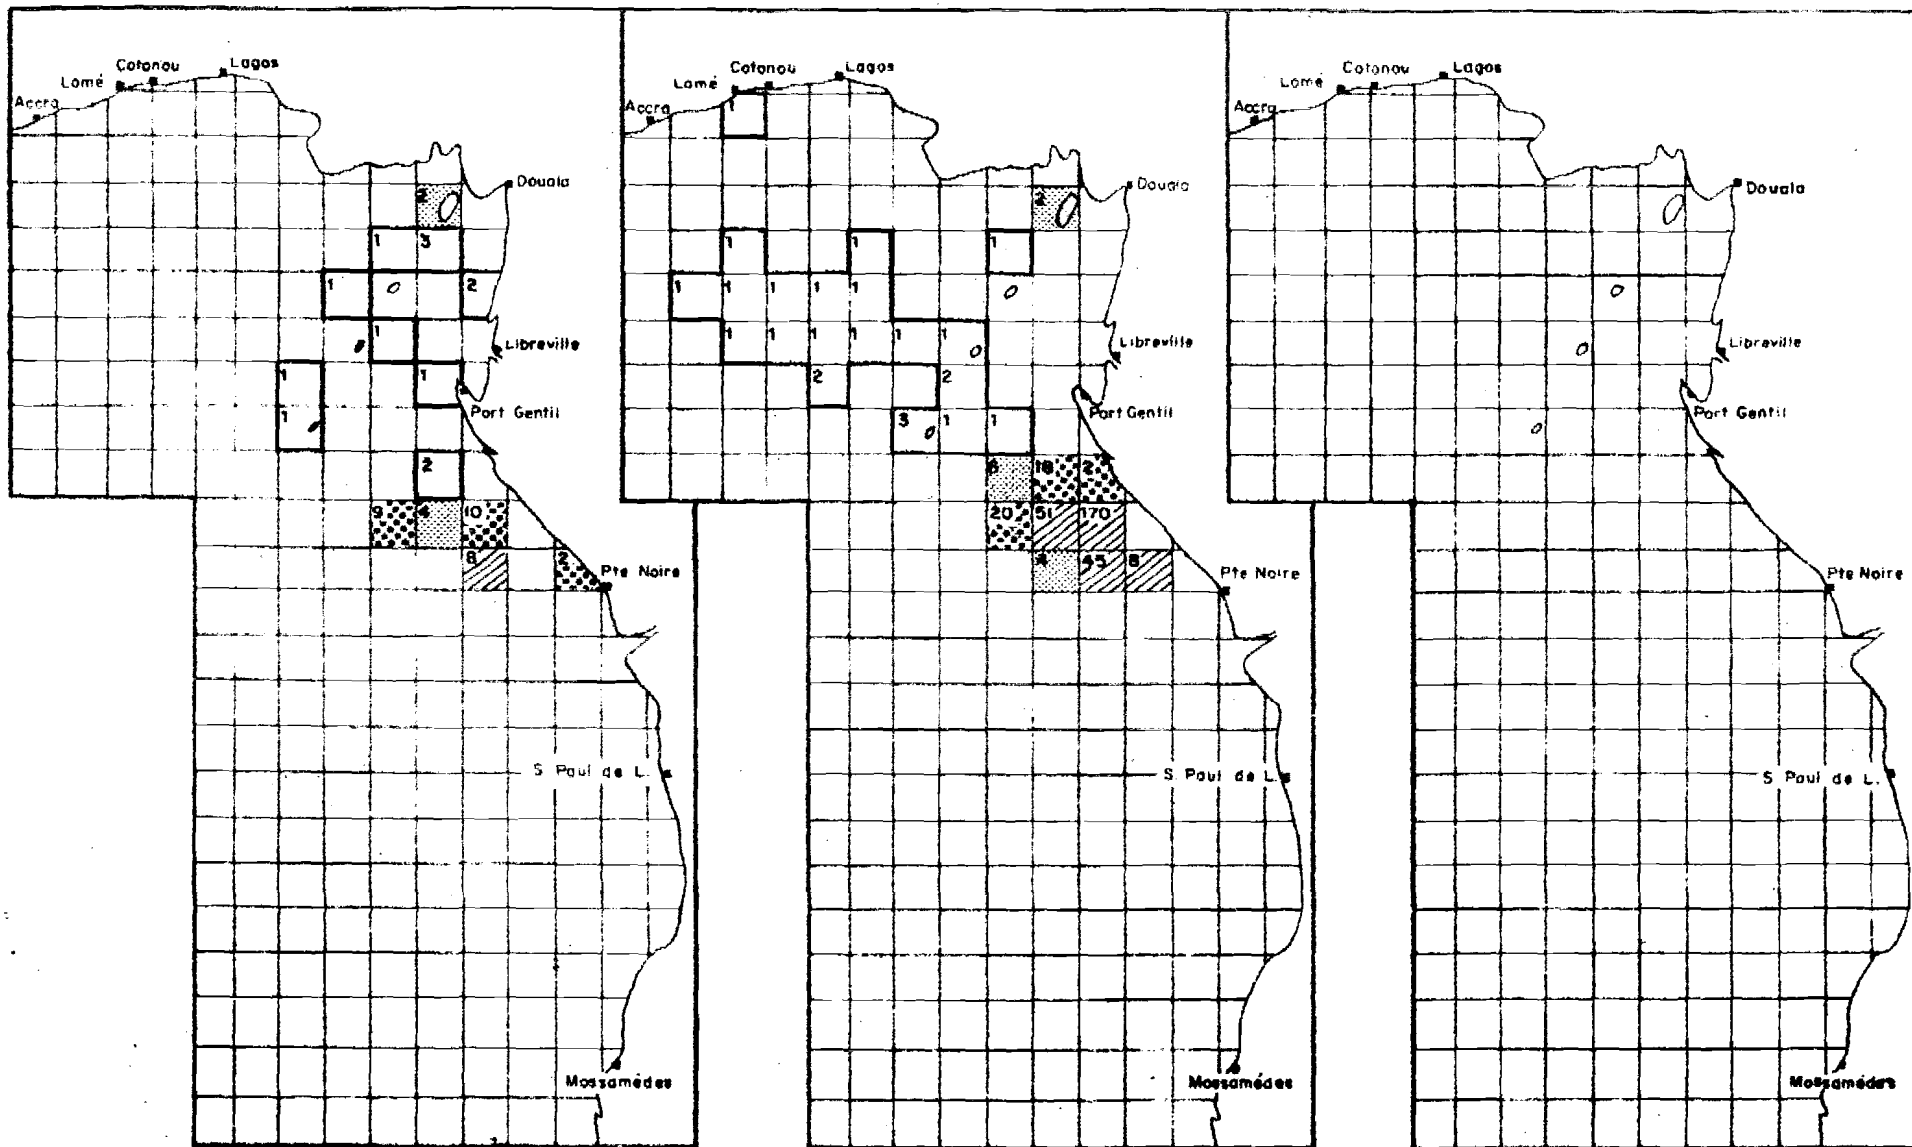 Lagos
Cotonou
Lomé
Accra
Douala
2
1 3
1 2
1
Libreville
1 1
1
Port Gentil
2
9 4 10
8 2
Pte Noire
S. Paul de L.
Mossamédes
Lagos
Cotonou
Lomé
Accra
1
Douala
2
1 1 1
1 1 1 1 1
1 1 1 1 1 1
Libreville
2 2
Port Gentil
3 1 1
6 18 2
20 51 170
4 45 8
Pte Noire
S. Paul de L.
Mossamédes
Lagos
Cotonou
Lomé
Accra
Douala
Libreville
Port Gentil
Pte Noire
S. Paul de L.
Mossamédes